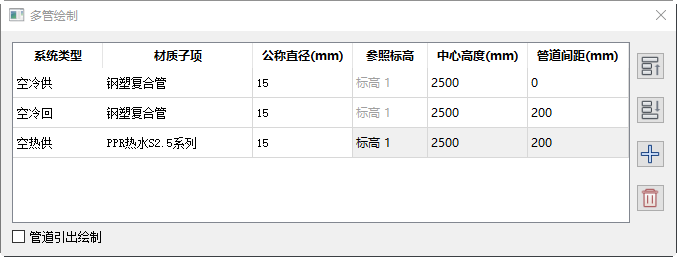 多管绘制
系统类型 材质子项 公称直径(mm) 参照标高 中心高度(mm) 管道间距(mm)
空冷供 钢塑复合管 15 标高 1 2500 0
空冷回 钢塑复合管 15 标高 1 2500 200
空热供 PPR热水S2.5系列 15 标高 1 2500 200
管道引出绘制